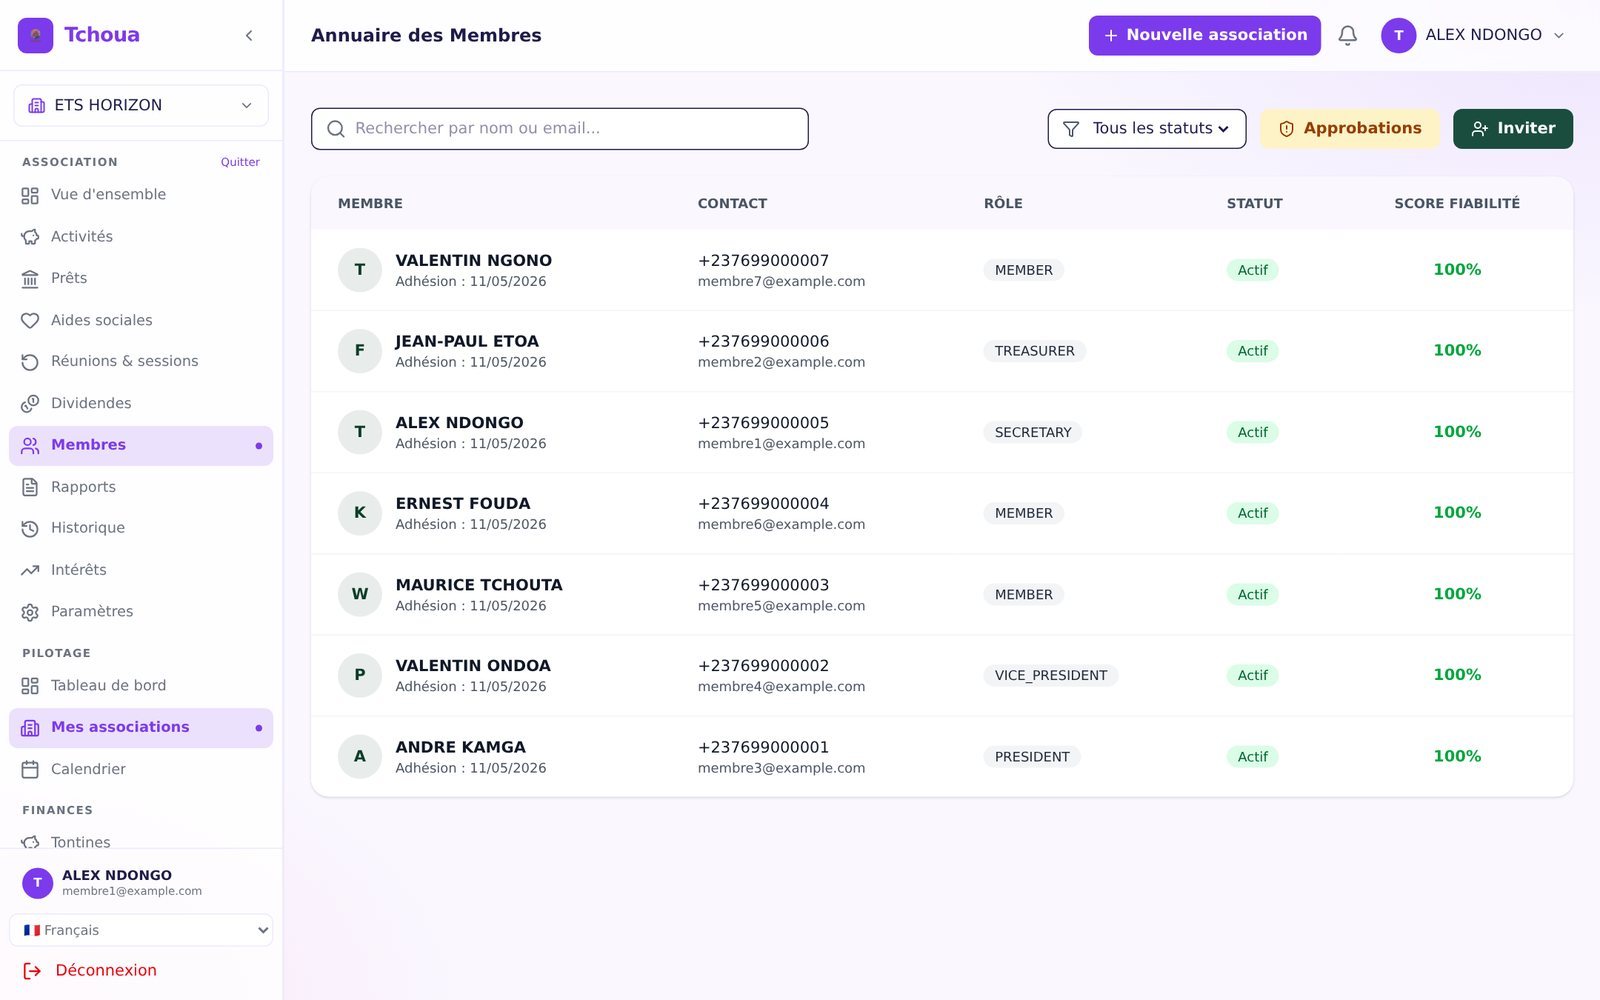 Tchoua
Annuaire des Membres
Nouvelle association
T
ALEX NDONGO
ETS HORIZON
ASSOCIATION
Quitter
Vue d'ensemble
Activités
Prêts
Aides sociales
Réunions & sessions
Dividendes
Membres
Rapports
Historique
Intérêts
Paramètres
PILOTAGE
Tableau de bord
Mes associations
Calendrier
FINANCES
Tontines
T
ALEX NDONGO
membre1@example.com
Français
Déconnexion
Rechercher par nom ou email...
Tous les statuts
Approbations
Inviter
MEMBRE CONTACT RÔLE STATUT SCORE FIABILITÉ
T VALENTIN NGONO +237699000007 MEMBER Actif 100%
Adhésion : 11/05/2026 membre7@example.com
F JEAN-PAUL ETOA +237699000006 TREASURER Actif 100%
Adhésion : 11/05/2026 membre2@example.com
T ALEX NDONGO +237699000005 SECRETARY Actif 100%
Adhésion : 11/05/2026 membre1@example.com
K ERNEST FOUDA +237699000004 MEMBER Actif 100%
Adhésion : 11/05/2026 membre6@example.com
W MAURICE TCHOUTA +237699000003 MEMBER Actif 100%
Adhésion : 11/05/2026 membre5@example.com
P VALENTIN ONDOA +237699000002 VICE_PRESIDENT Actif 100%
Adhésion : 11/05/2026 membre4@example.com
A ANDRE KAMGA +237699000001 PRESIDENT Actif 100%
Adhésion : 11/05/2026 membre3@example.com